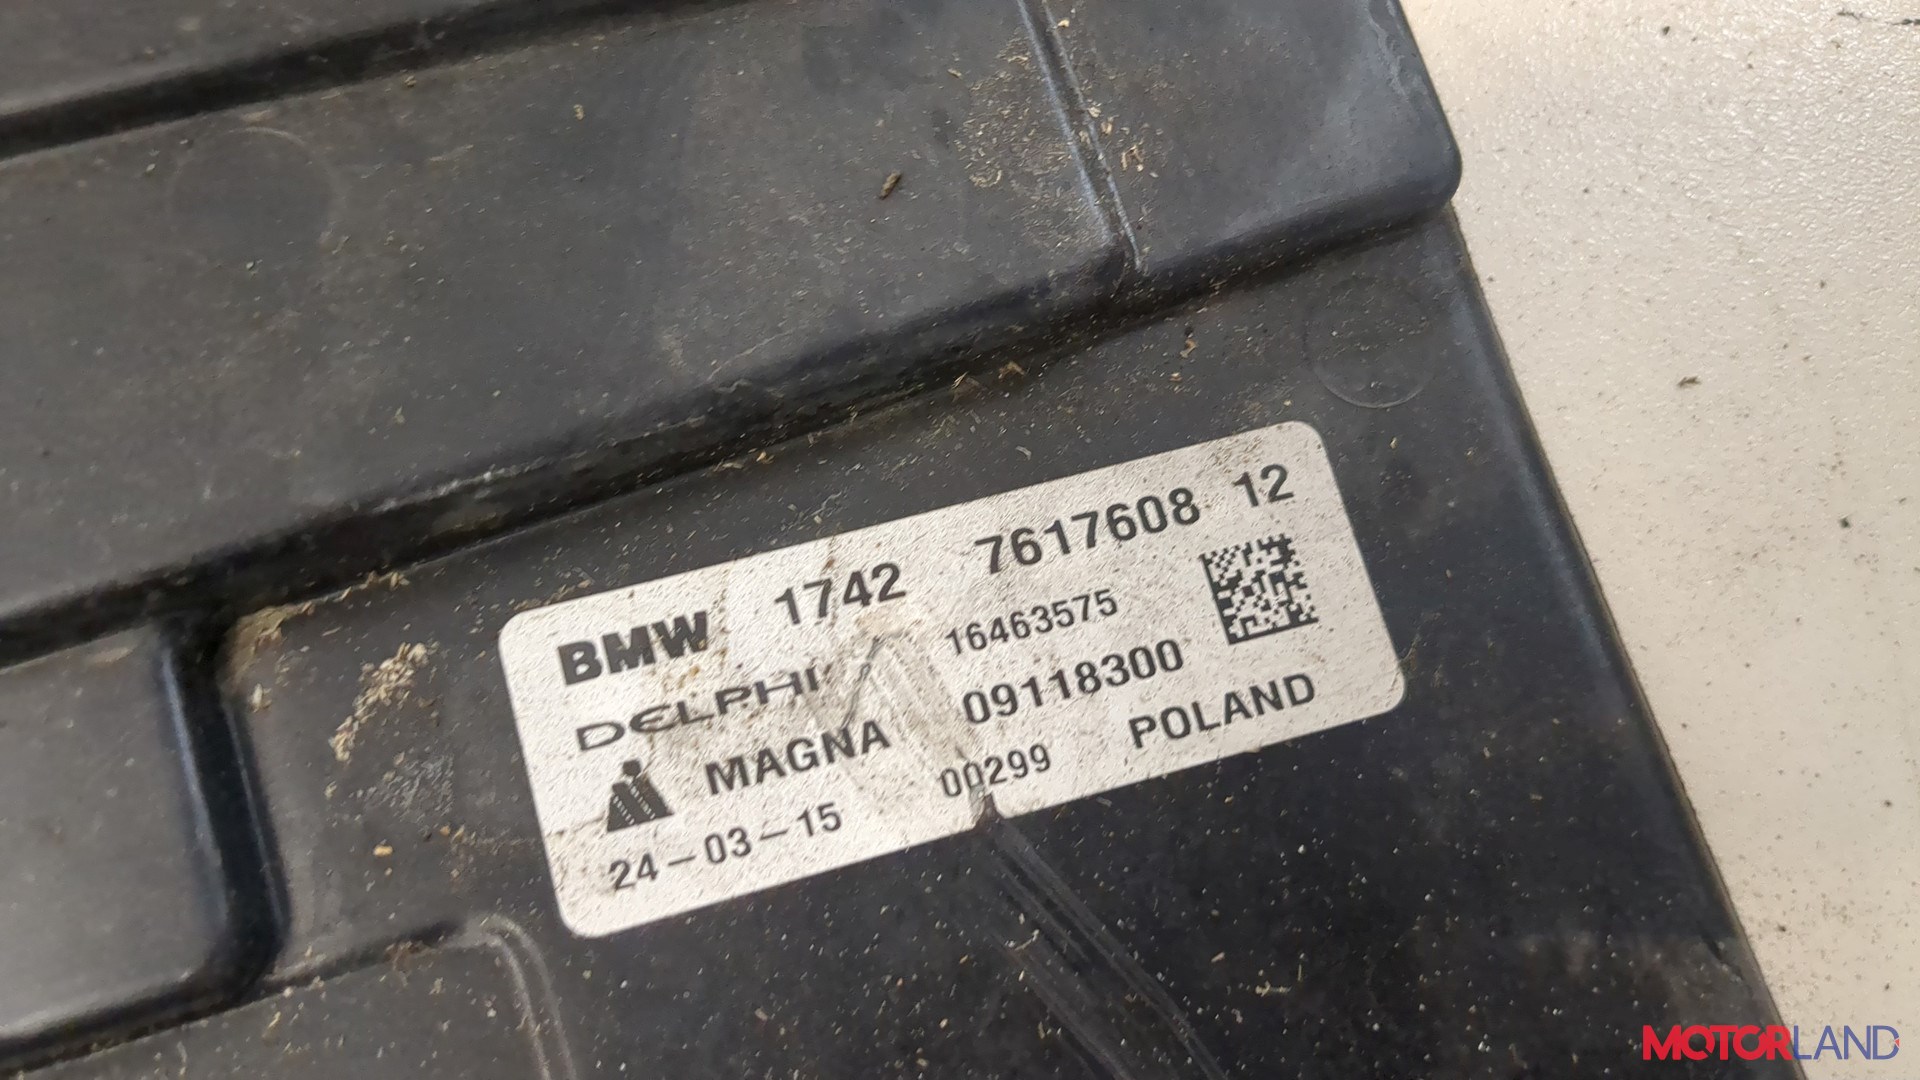 BMW 1742 7617608 12
DELPHI 16463575
MAGNA 09118300
24-03-15 00299 POLAND
MOTORLAND